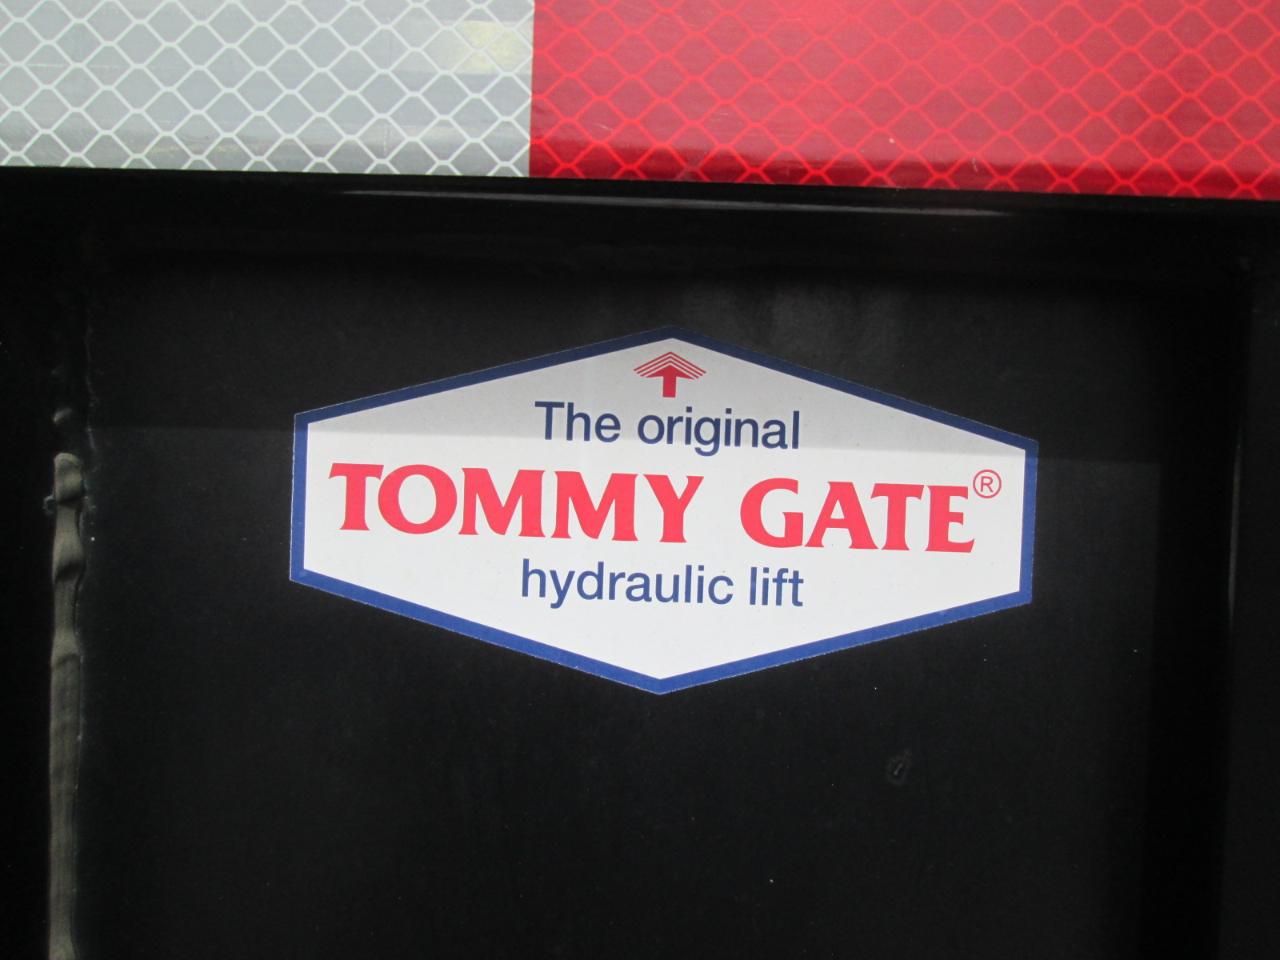 The original
TOMMY GATE®
hydraulic lift